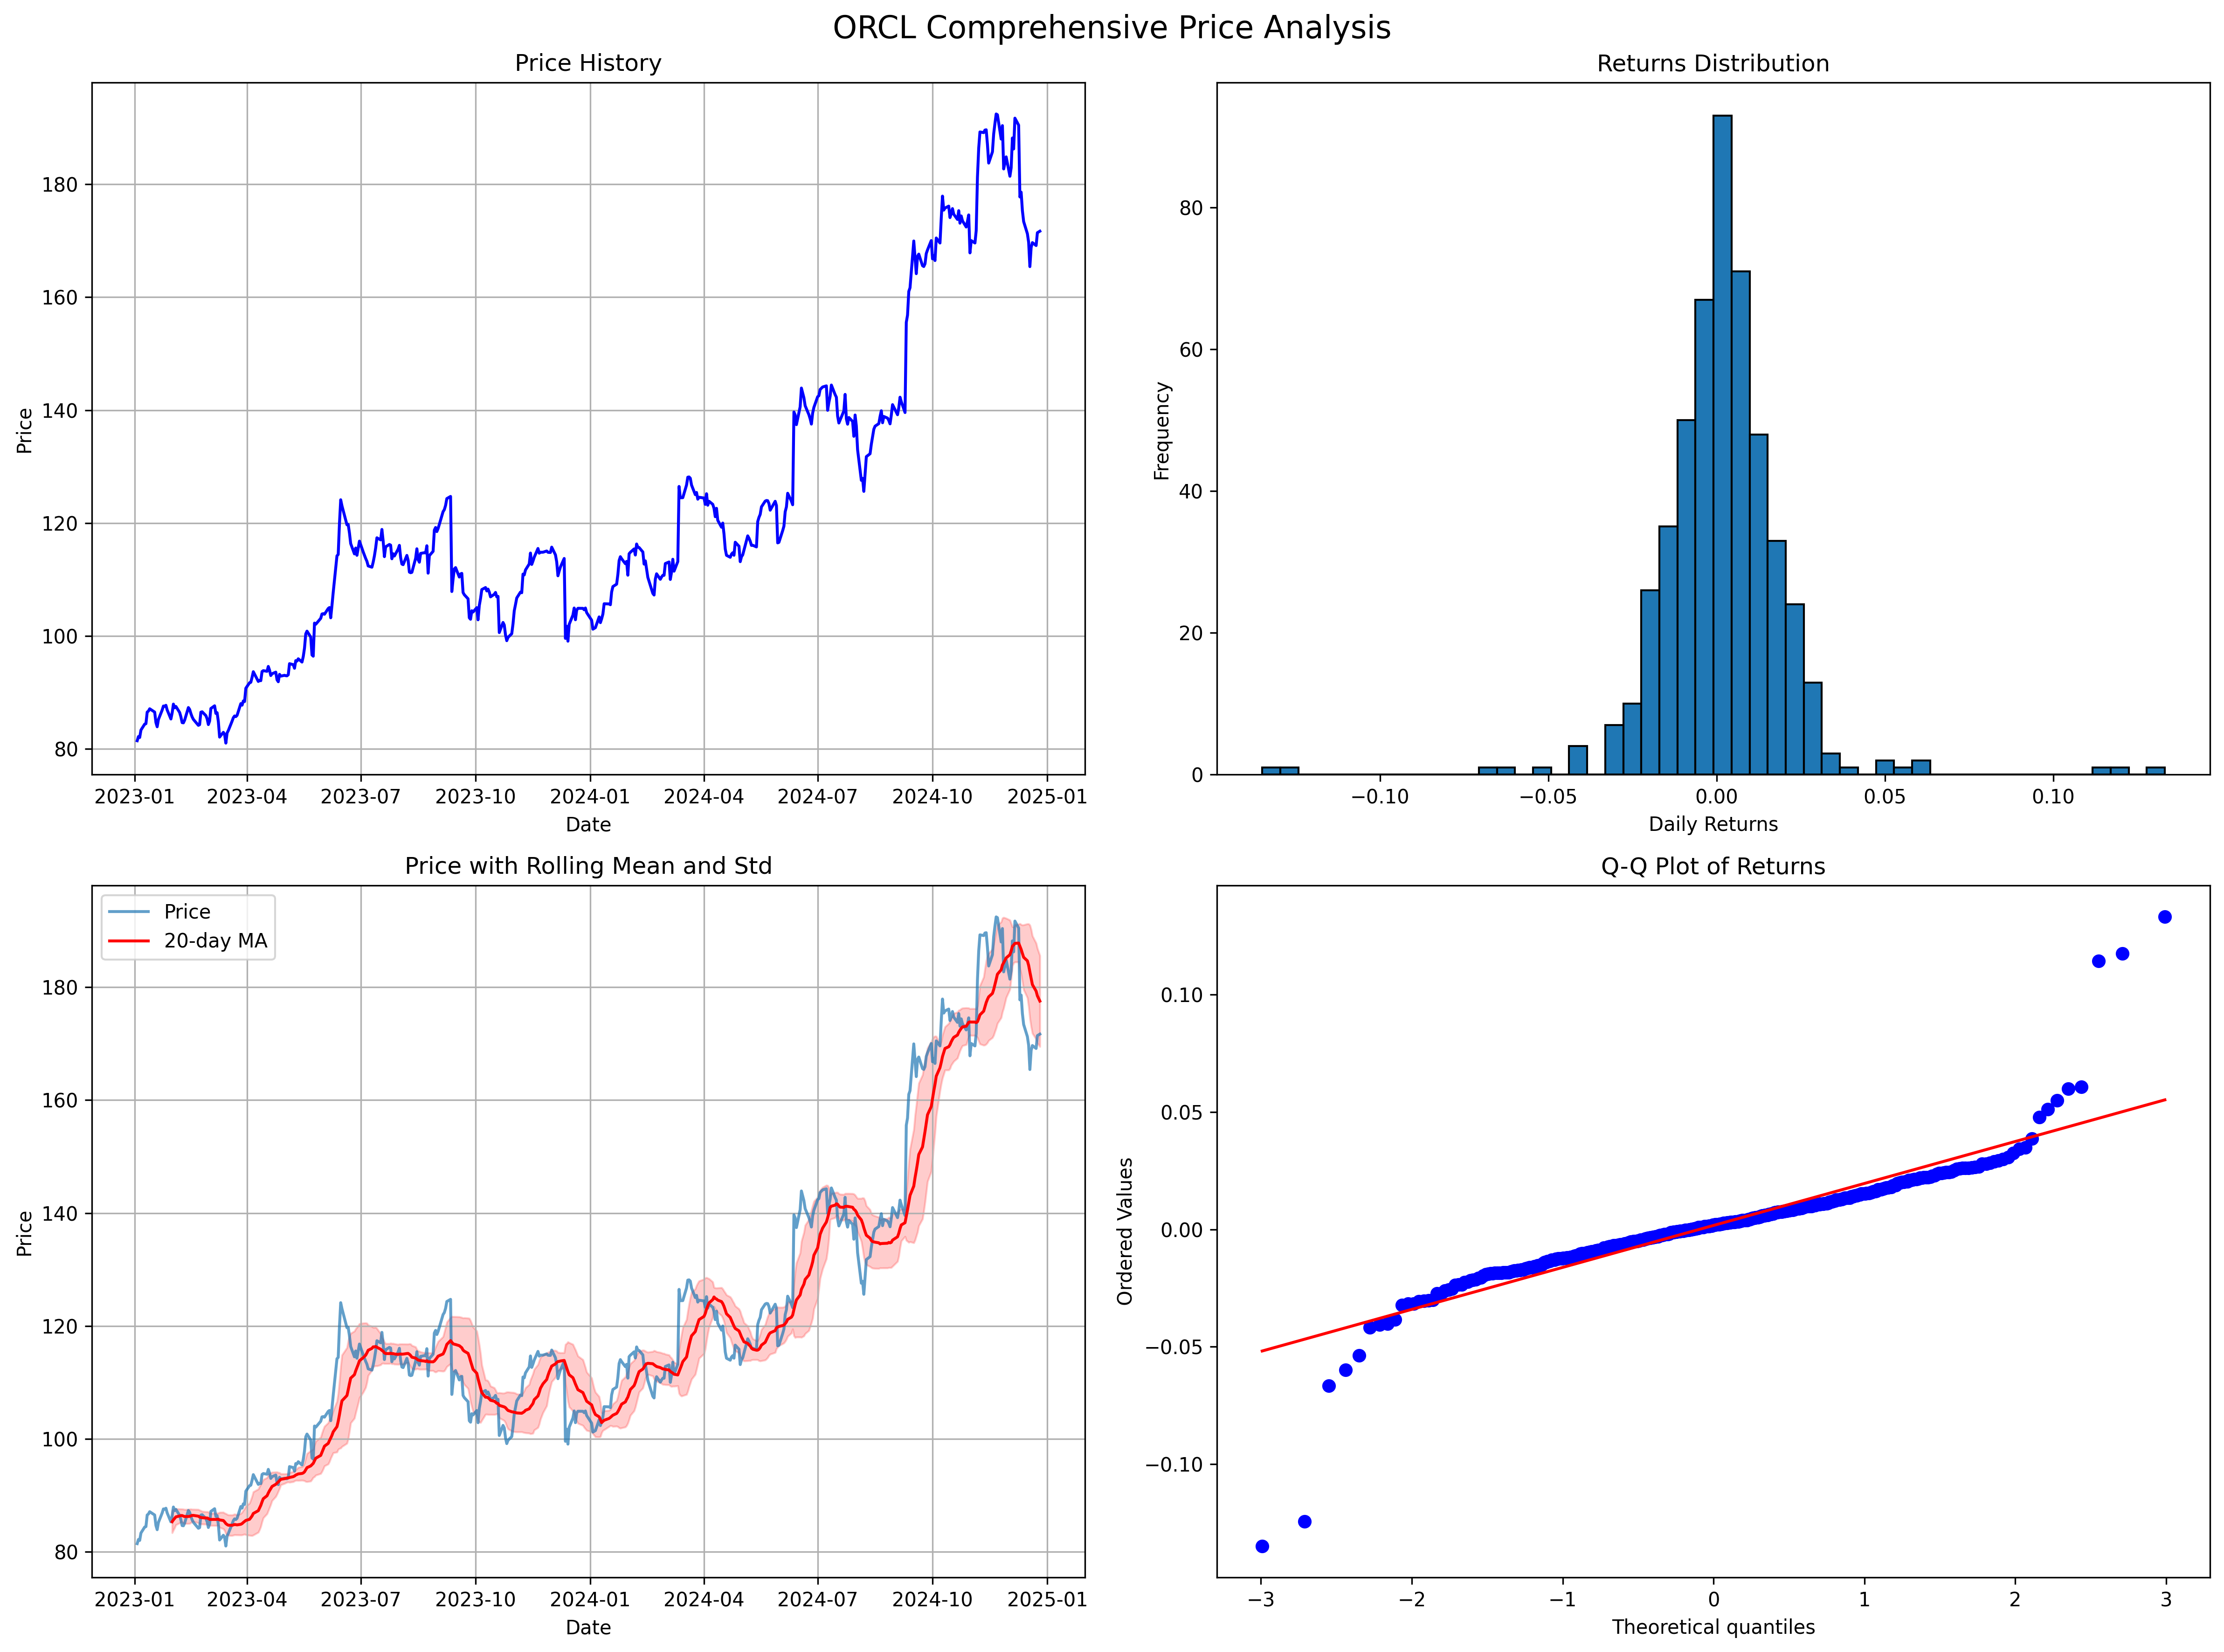 ORCL Comprehensive Price Analysis
Price History
Price
180
160
140
120
100
80
2023-01 2023-04 2023-07 2023-10 2024-01 2024-04 2024-07 2024-10 2025-01
Date
Returns Distribution
Frequency
80
60
40
20
0
−0.10 −0.05 0.00 0.05 0.10
Daily Returns
Price with Rolling Mean and Std
Price
20-day MA
Price
180
160
140
120
100
80
2023-01 2023-04 2023-07 2023-10 2024-01 2024-04 2024-07 2024-10 2025-01
Date
Q-Q Plot of Returns
Ordered Values
0.10
0.05
0.00
−0.05
−0.10
−3 −2 −1 0 1 2 3
Theoretical quantiles